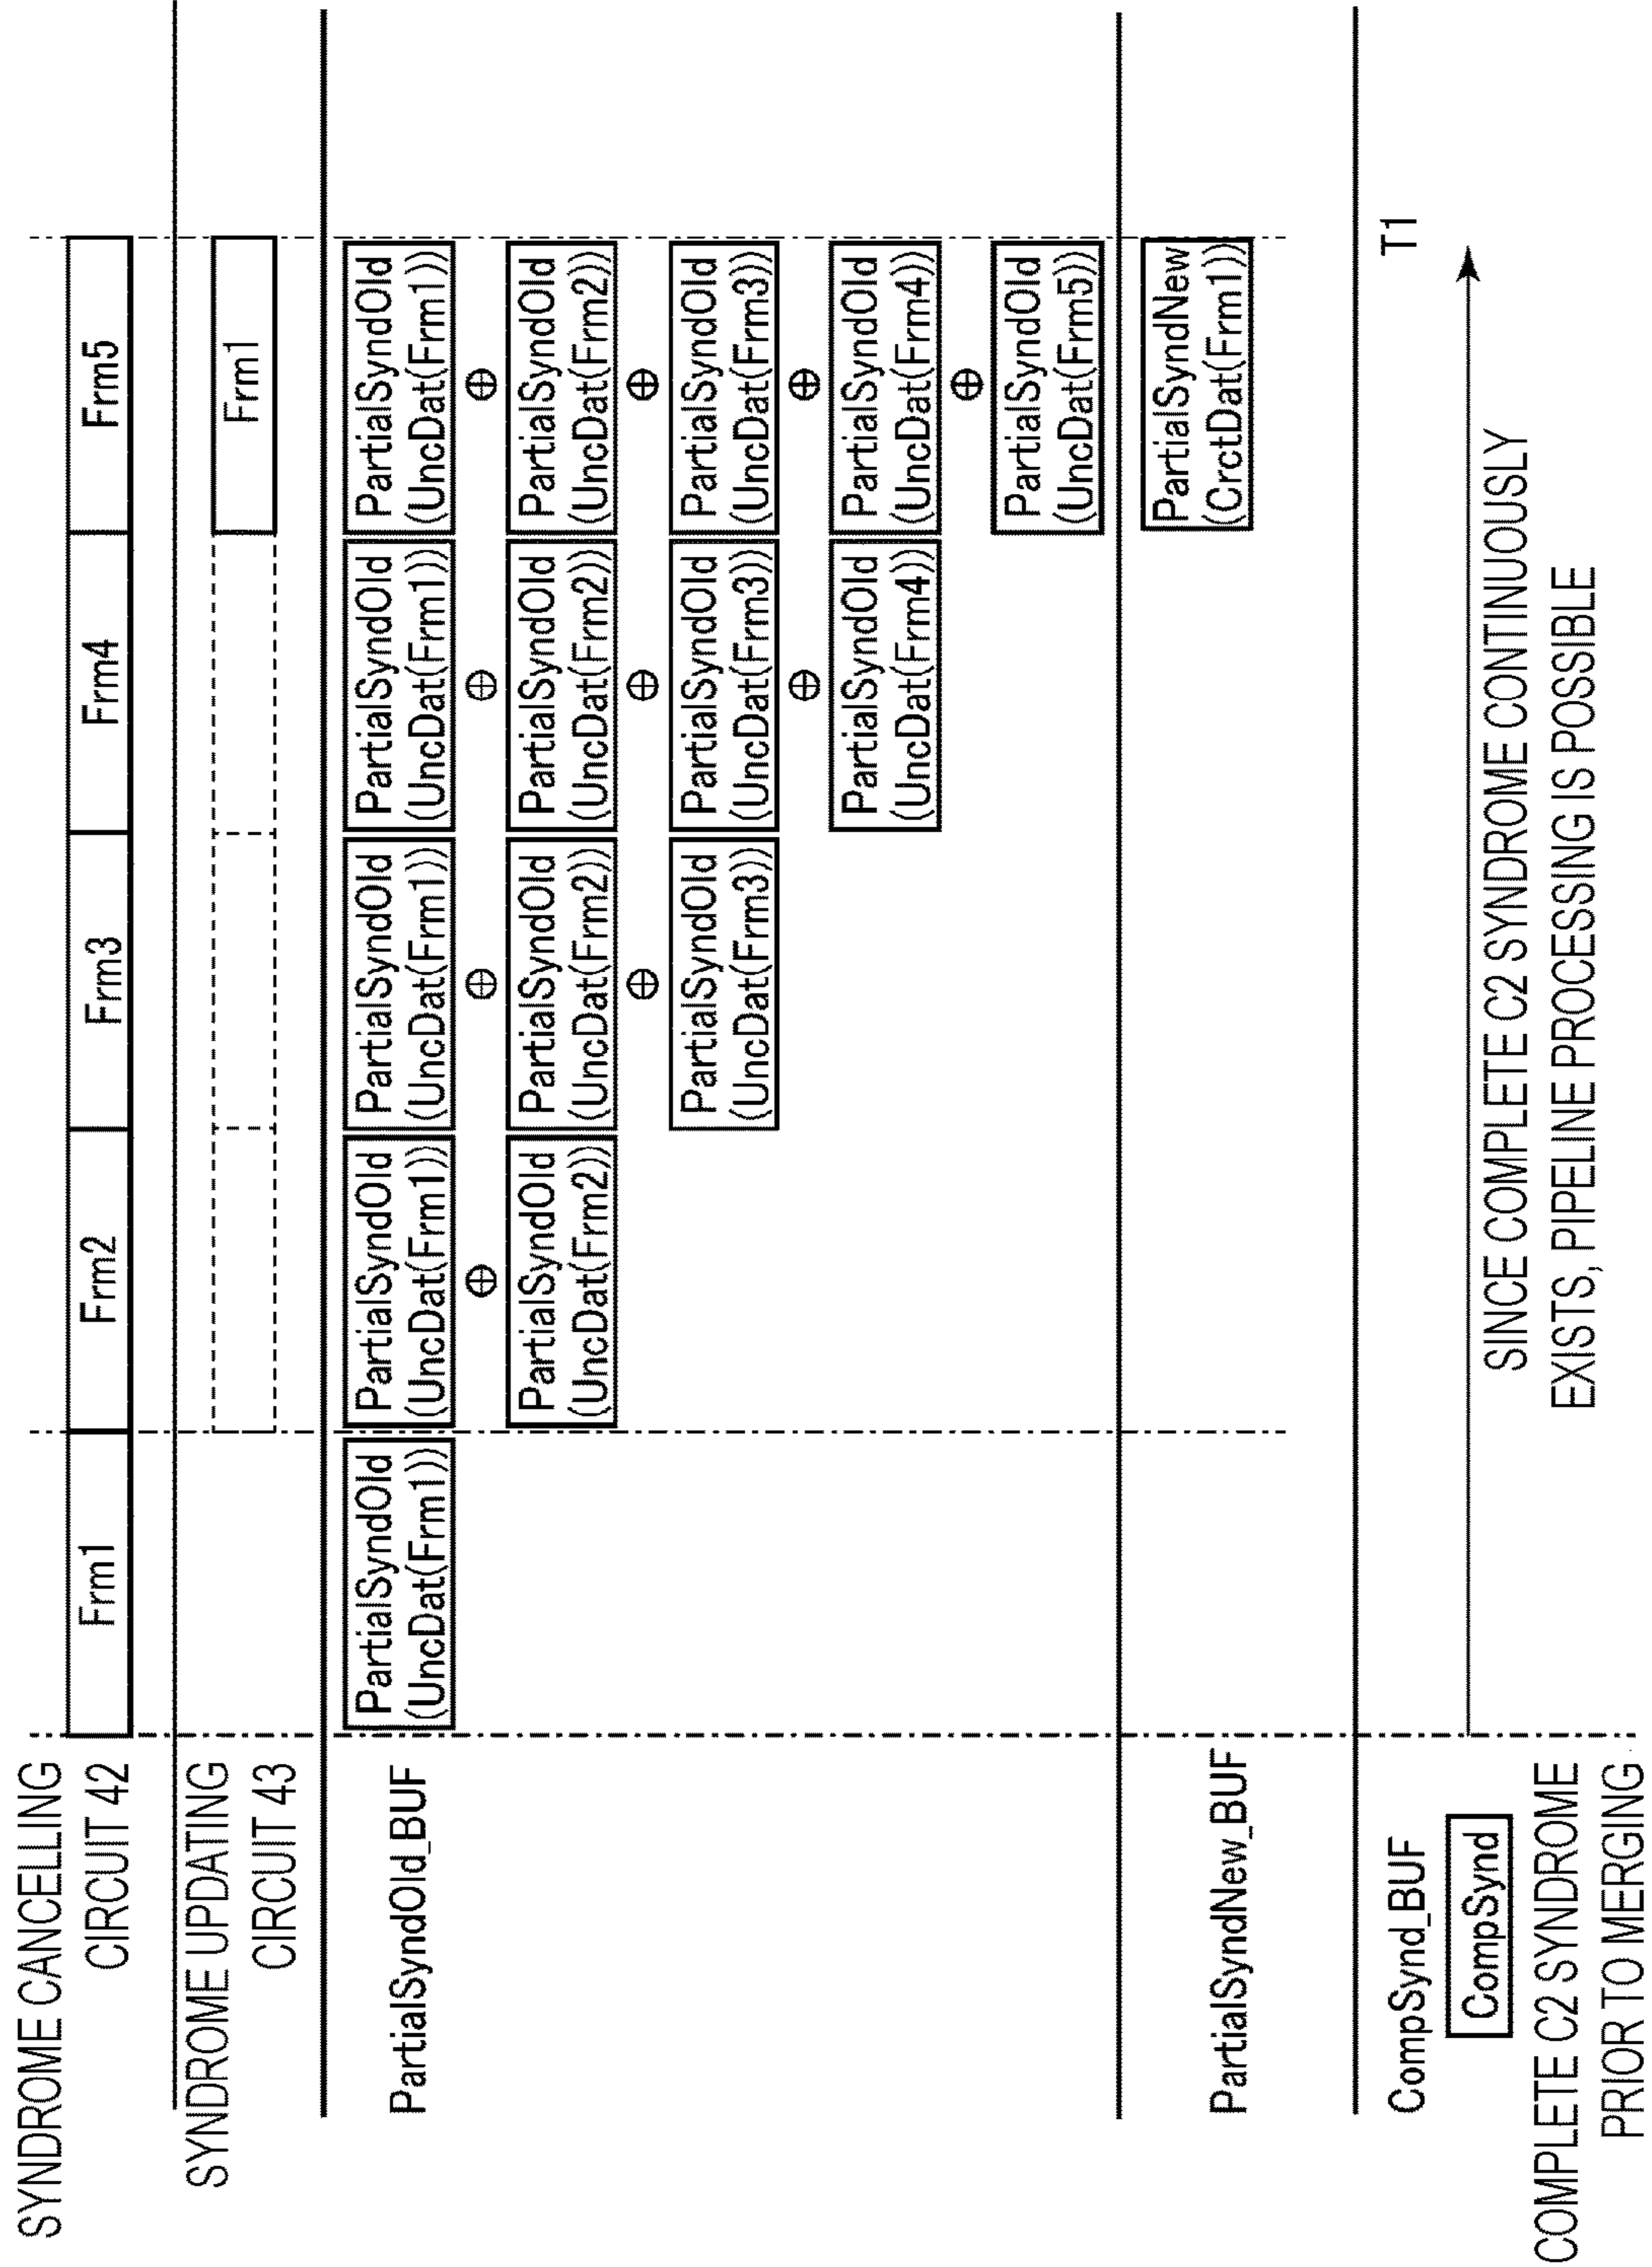 SYNDROME CANCELLING
CIRCUIT 42
Frm1
Frm2
Frm3
Frm4
Frm5
SYNDROME UPDATING
CIRCUIT 43
Frm1
PartialSyndOld_BUF
PartialSyndOld
(UncDat(Frm1))
PartialSyndOld
(UncDat(Frm1))
⊕
PartialSyndOld
(UncDat(Frm2))
PartialSyndOld
(UncDat(Frm1))
⊕
PartialSyndOld
(UncDat(Frm2))
⊕
PartialSyndOld
(UncDat(Frm3))
PartialSyndOld
(UncDat(Frm1))
⊕
PartialSyndOld
(UncDat(Frm2))
⊕
PartialSyndOld
(UncDat(Frm3))
⊕
PartialSyndOld
(UncDat(Frm4))
PartialSyndOld
(UncDat(Frm1))
⊕
PartialSyndOld
(UncDat(Frm2))
⊕
PartialSyndOld
(UncDat(Frm3))
⊕
PartialSyndOld
(UncDat(Frm4))
⊕
PartialSyndOld
(UncDat(Frm5))
PartialSyndNew_BUF
PartialSyndNew
(CrctDat(Frm1))
CompSynd_BUF
CompSynd
COMPLETE C2 SYNDROME
PRIOR TO MERGING
T1
SINCE COMPLETE C2 SYNDROME CONTINUOUSLY
EXISTS, PIPELINE PROCESSING IS POSSIBLE